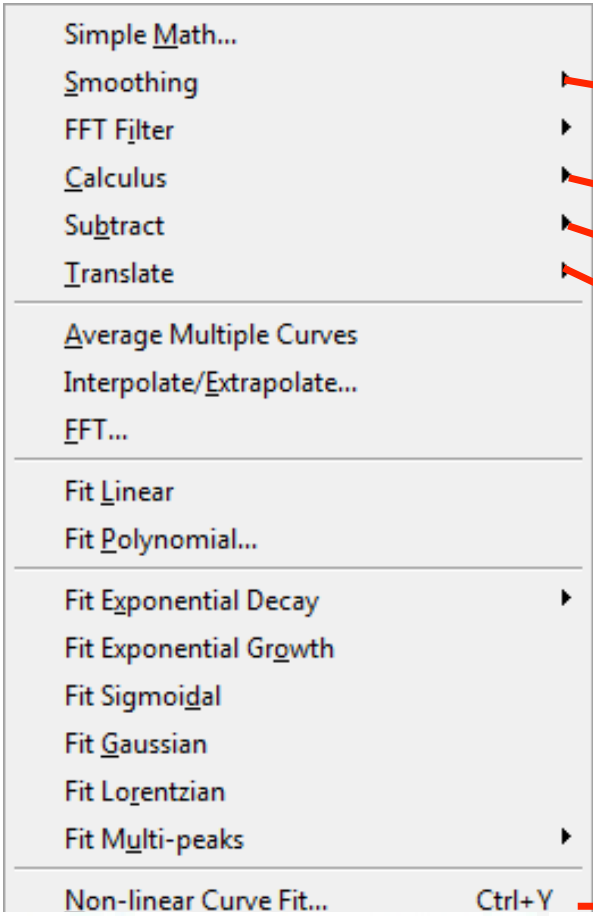 Simple Math...
Smoothing
FFT Filter
Calculus
Subtract
Translate
Average Multiple Curves
Interpolate/Extrapolate...
FFT...
Fit Linear
Fit Polynomial...
Fit Exponential Decay
Fit Exponential Growth
Fit Sigmoidal
Fit Gaussian
Fit Lorentzian
Fit Multi-peaks
Non-linear Curve Fit... Ctrl+Y